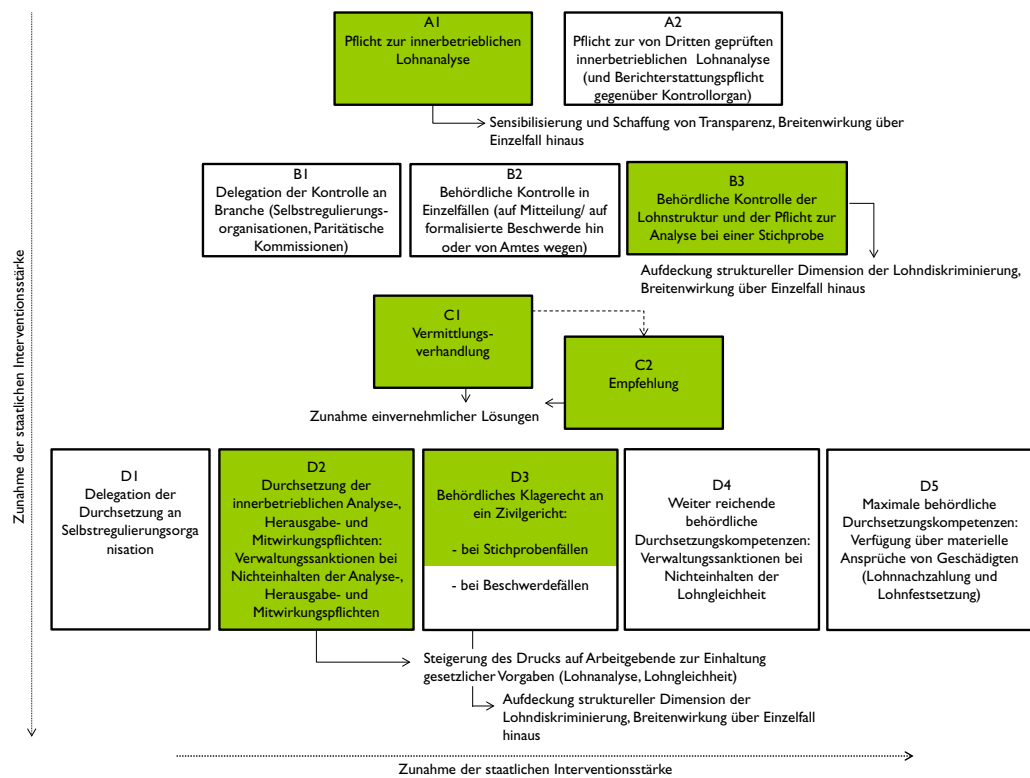 A1
Pflicht zur innerbetrieblichen
Lohnanalyse
A2
Pflicht zur von Dritten geprüften
innerbetrieblichen Lohnanalyse
(und Berichterstattungspflicht
gegenüber Kontrollorgan)
Sensibilisierung und Schaffung von Transparenz, Breitenwirkung über
Einzelfall hinaus
B1
Delegation der Kontrolle an
Branche (Selbstregulierungs-
organisationen, Paritätische
Kommissionen)
B2
Behördliche Kontrolle in
Einzelfällen (auf Mitteilung/ auf
formalisierte Beschwerde hin
oder von Amtes wegen)
B3
Behördliche Kontrolle der
Lohnstruktur und der Pflicht zur
Analyse bei einer Stichprobe
Aufdeckung struktureller Dimension der Lohndiskriminierung,
Breitenwirkung über Einzelfall hinaus
C1
Vermittlungs-
verhandlung
C2
Empfehlung
Zunahme einvernehmlicher Lösungen
D1
Delegation der
Durchsetzung an
Selbstregulierungsorga
nisation
D2
Durchsetzung der
innerbetrieblichen Analyse-,
Herausgabe- und
Mitwirkungspflichten:
Verwaltungssanktionen bei
Nichteinhalten der Analyse-,
Herausgabe- und
Mitwirkungspflichten
D3
Behördliches Klagerecht an
ein Zivilgericht:
- bei Stichprobenfällen
- bei Beschwerdefällen
D4
Weiter reichende
behördliche
Durchsetzungskompetenzen:
Verwaltungssanktionen bei
Nichteinhalten der
Lohngleichheit
D5
Maximale behördliche
Durchsetzungskompetenzen:
Verfügung über materielle
Ansprüche von Geschädigten
(Lohnnachzahlung und
Lohnfestsetzung)
Steigerung des Drucks auf Arbeitgebende zur Einhaltung
gesetzlicher Vorgaben (Lohnanalyse, Lohngleichheit)
Aufdeckung struktureller Dimension der
Lohndiskriminierung, Breitenwirkung über Einzelfall
hinaus
Zunahme der staatlichen Interventionsstärke
Zunahme der staatlichen Interventionsstärke